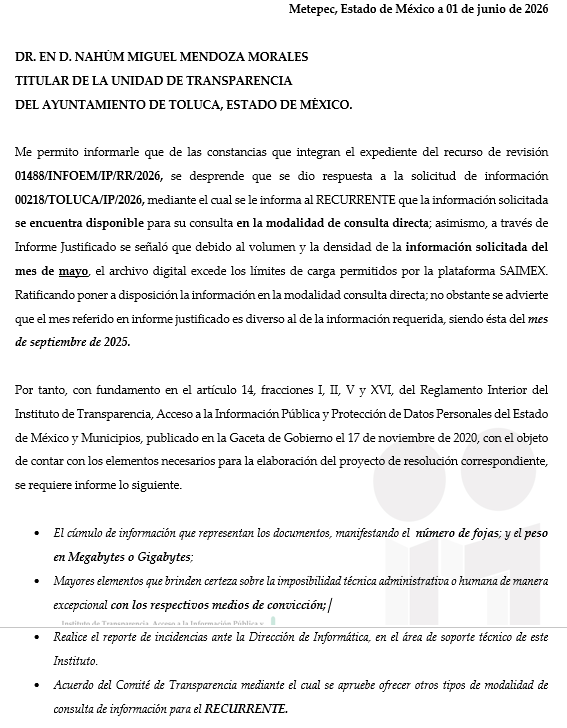 Metepec, Estado de México a 01 de junio de 2026
DR. EN D. NAHÚM MIGUEL MENDOZA MORALES
TITULAR DE LA UNIDAD DE TRANSPARENCIA
DEL AYUNTAMIENTO DE TOLUCA, ESTADO DE MÉXICO.
Me permito informarle que de las constancias que integran el expediente del recurso de revisión
01488/INFOEM/IP/RR/2026, se desprende que se dio respuesta a la solicitud de información
00218/TOLUCA/IP/2026, mediante el cual se le informa al RECURRENTE que la información solicitada
se encuentra disponible para su consulta en la modalidad de consulta directa; asimismo, a través de
Informe Justificado se señaló que debido al volumen y la densidad de la información solicitada del
mes de mayo, el archivo digital excede los límites de carga permitidos por la plataforma SAIMEX.
Ratificando poner a disposición la información en la modalidad consulta directa; no obstante se advierte
que el mes referido en informe justificado es diverso al de la información requerida, siendo ésta del mes
de septiembre de 2025.
Por tanto, con fundamento en el artículo 14, fracciones I, II, V y XVI, del Reglamento Interior del
Instituto de Transparencia, Acceso a la Información Pública y Protección de Datos Personales del Estado
de México y Municipios, publicado en la Gaceta de Gobierno el 17 de noviembre de 2020, con el objeto
de contar con los elementos necesarios para la elaboración del proyecto de resolución correspondiente,
se requiere informe lo siguiente.
• El cúmulo de información que representan los documentos, manifestando el número de fojas; y el peso
en Megabytes o Gigabytes;
• Mayores elementos que brinden certeza sobre la imposibilidad técnica administrativa o humana de manera
excepcional con los respectivos medios de convicción;
Instituto de Transparencia, Acceso a la Información Pública y
• Realice el reporte de incidencias ante la Dirección de Informática, en el área de soporte técnico de este
Instituto.
• Acuerdo del Comité de Transparencia mediante el cual se apruebe ofrecer otros tipos de modalidad de
consulta de información para el RECURRENTE.